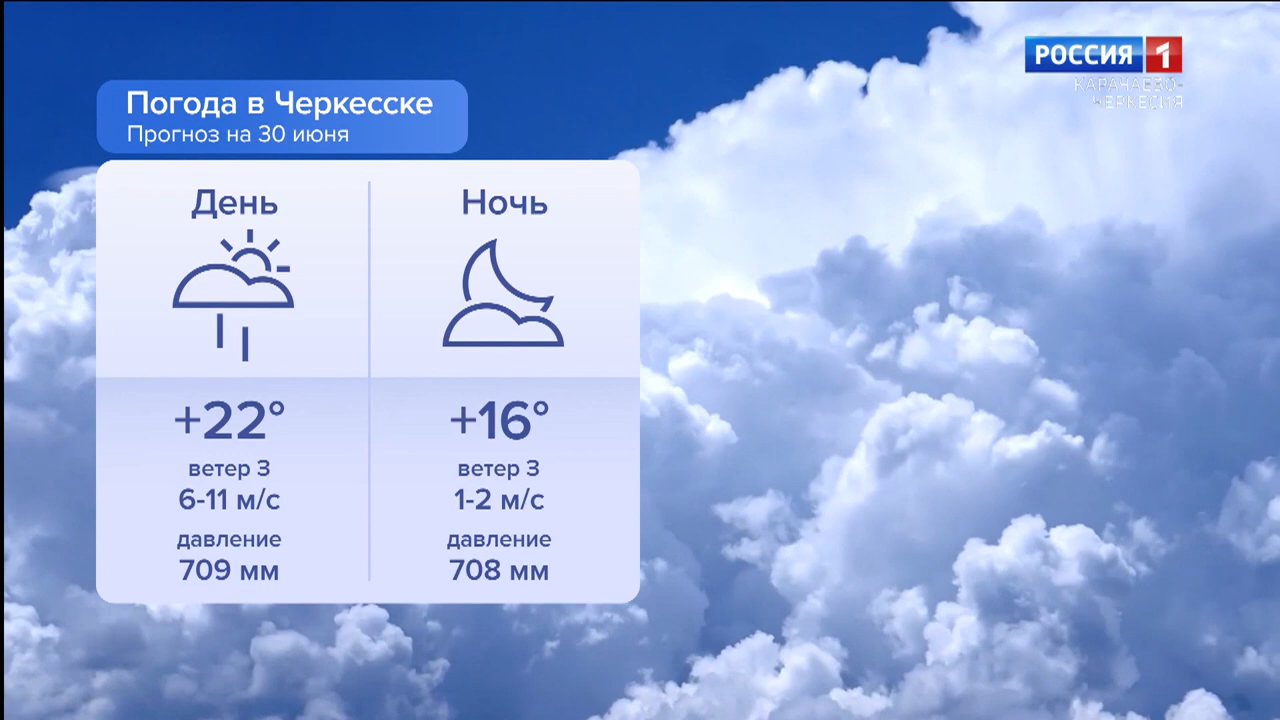 РОССИЯ 1
КАРАЧАЕВО-
ЧЕРКЕСИЯ
Погода в Черкесске
Прогноз на 30 июня
День
Ночь
+22°
+16°
ветер З
ветер З
6-11 м/с
1-2 м/с
давление
давление
709 мм
708 мм